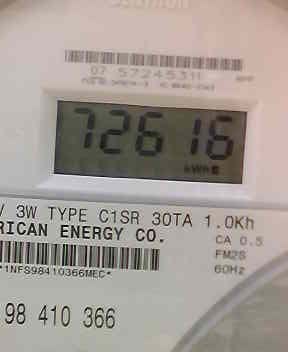 07 57245311
72616
kWh
V 3W TYPE C1SR 30TA 1.0Kh
RICAN ENERGY CO.
CA 0.5
FM2S
60Hz
*1NFS98410366MEC*
98 410 366